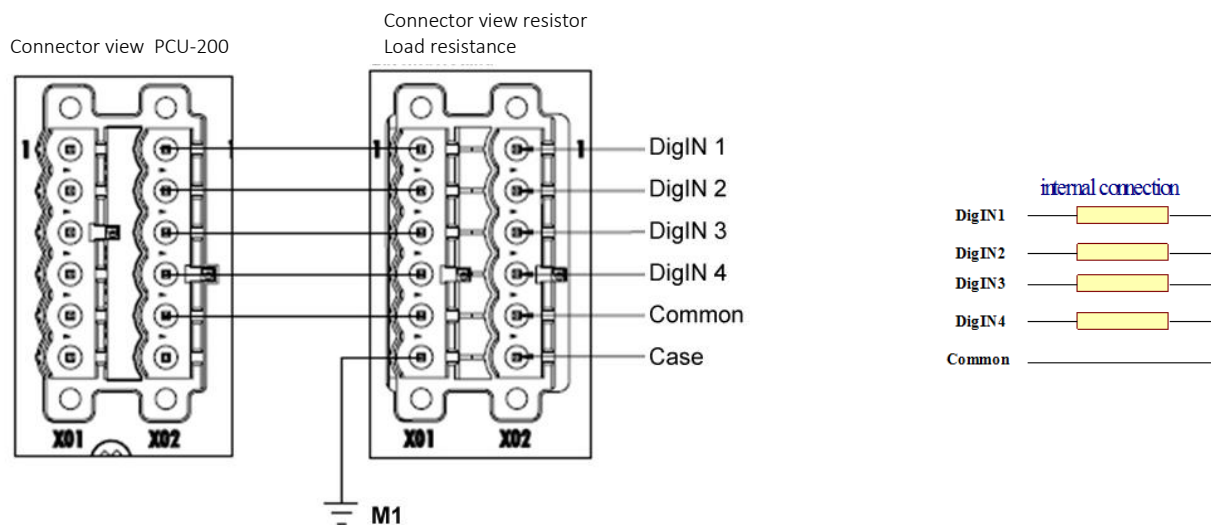 Connector view PCU-200
Connector view resistor
Load resistance
1
1
1
1
DigIN 1
DigIN 2
DigIN 3
DigIN 4
Common
Case
X01 X02
X01 X02
M1
internal connection
DigIN1
DigIN2
DigIN3
DigIN4
Common